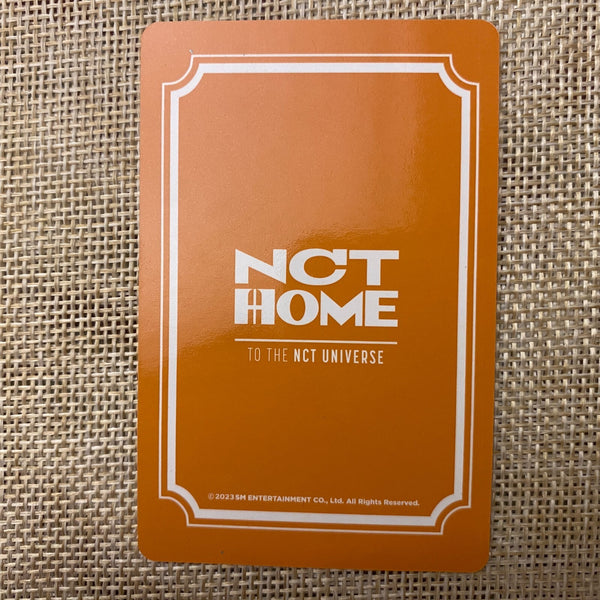 NCT
HOME
TO THE NCT UNIVERSE
©2023 SM ENTERTAINMENT CO., Ltd. All Rights Reserved.